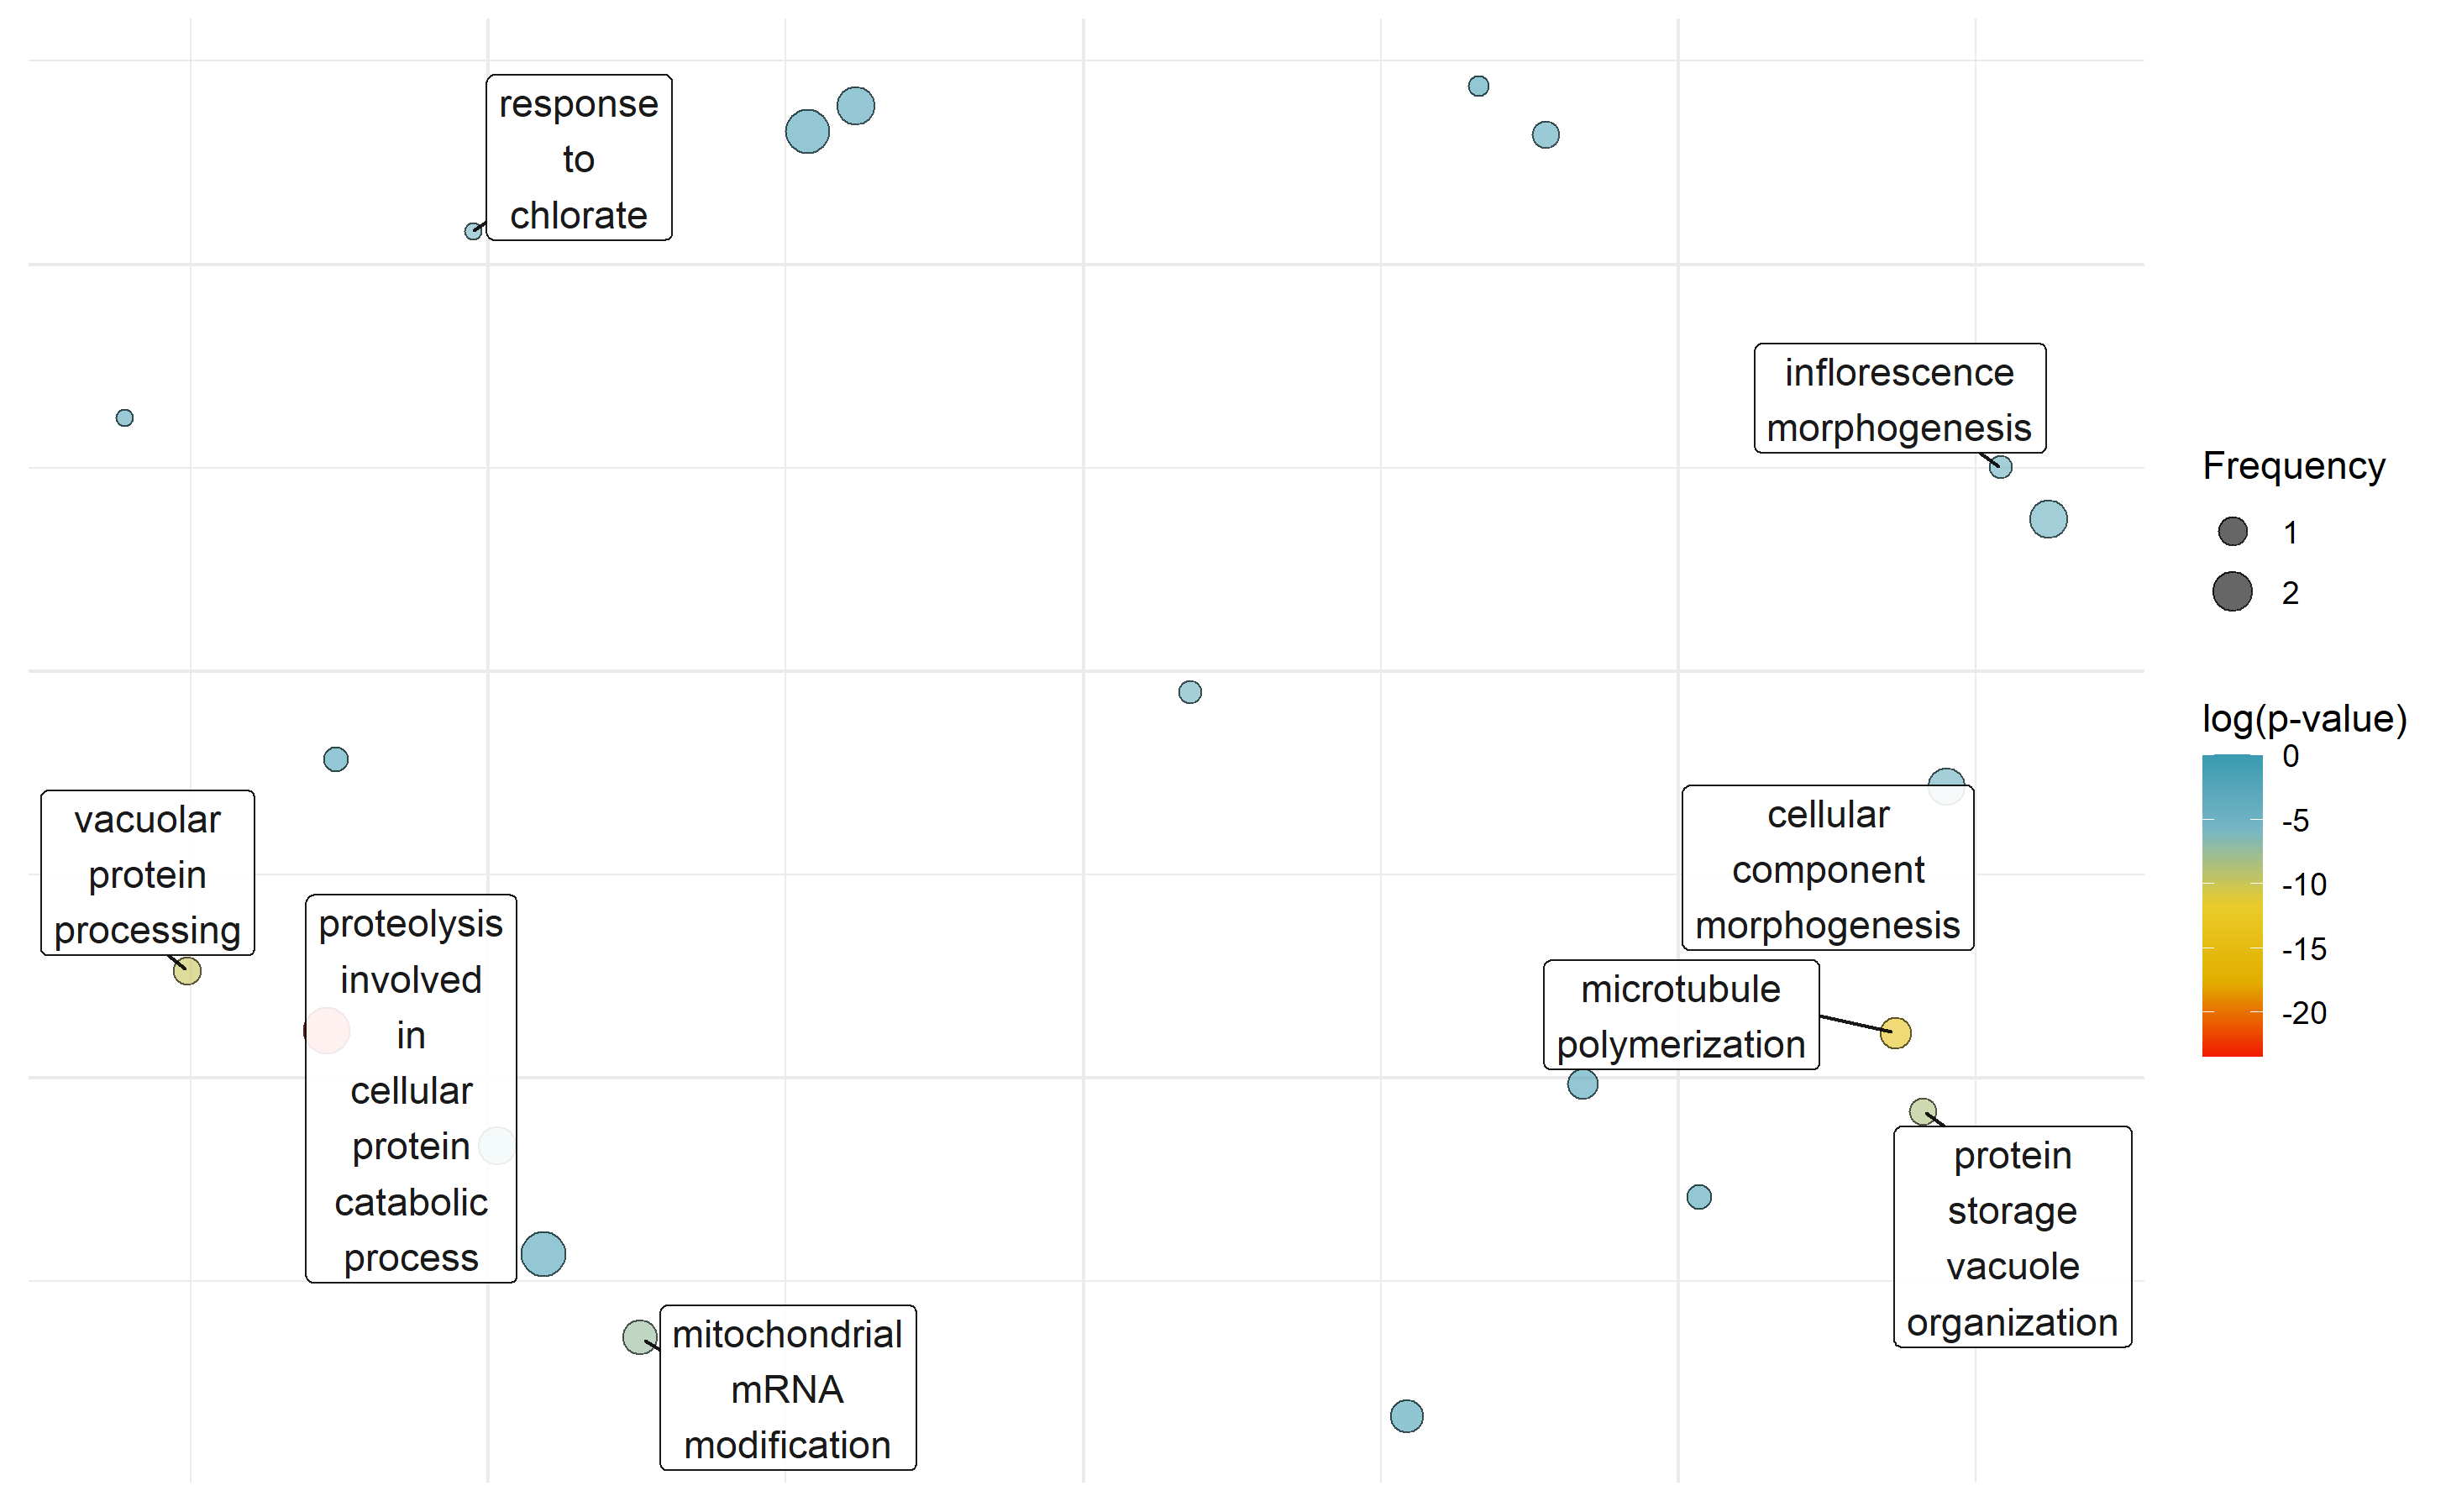 response
to
chlorate
inflorescence
morphogenesis
vacuolar
protein
processing
proteolysis
involved
in
cellular
protein
catabolic
process
cellular
component
morphogenesis
microtubule
polymerization
protein
storage
vacuole
organization
mitochondrial
mRNA
modification
Frequency
1
2
log(p-value)
0
-5
-10
-15
-20